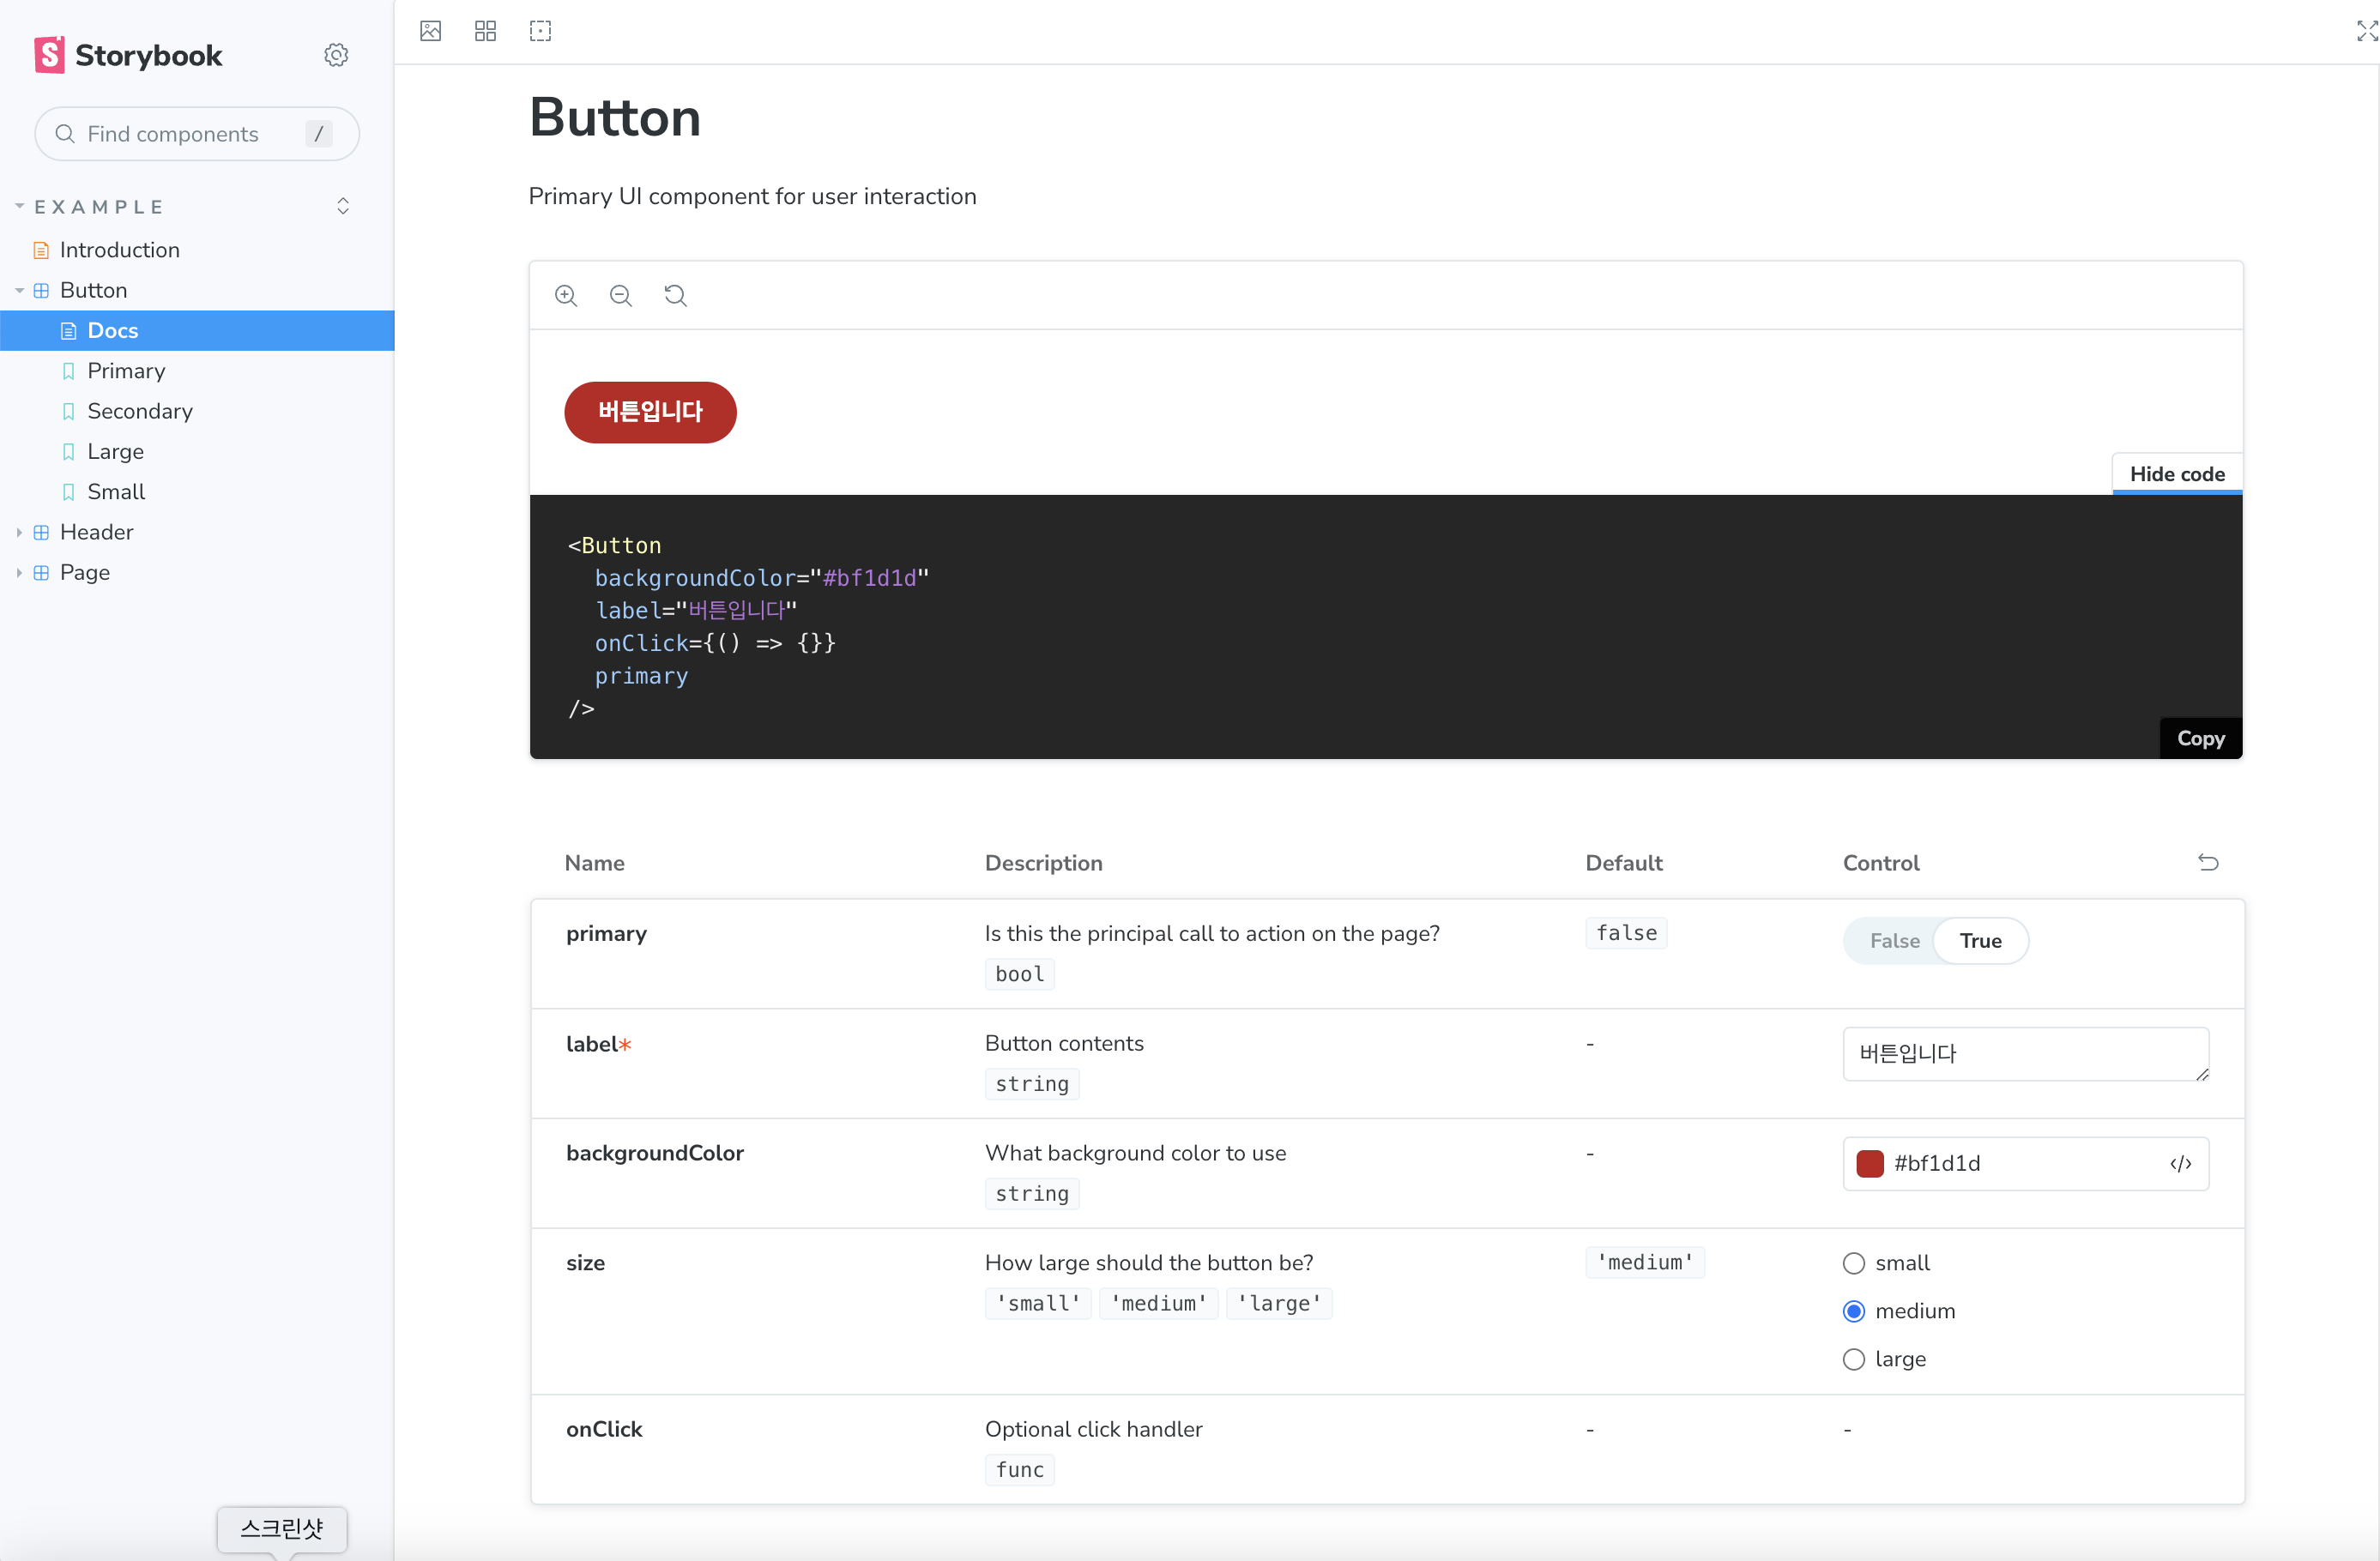 Storybook
Find components /
EXAMPLE
Introduction
Button
Docs
Primary
Secondary
Large
Small
Header
Page
스크린샷
Button
Primary UI component for user interaction
버튼입니다
Hide code
<Button
  backgroundColor="#bf1d1d"
  label="버튼입니다"
  onClick={() => {}}
  primary
/>
Copy
Name Description Default Control
primary Is this the principal call to action on the page? false False True
bool
label* Button contents - 버튼입니다
string
backgroundColor What background color to use - #bf1d1d
string
size How large should the button be? 'medium' small
'small' 'medium' 'large' medium
large
onClick Optional click handler - -
func